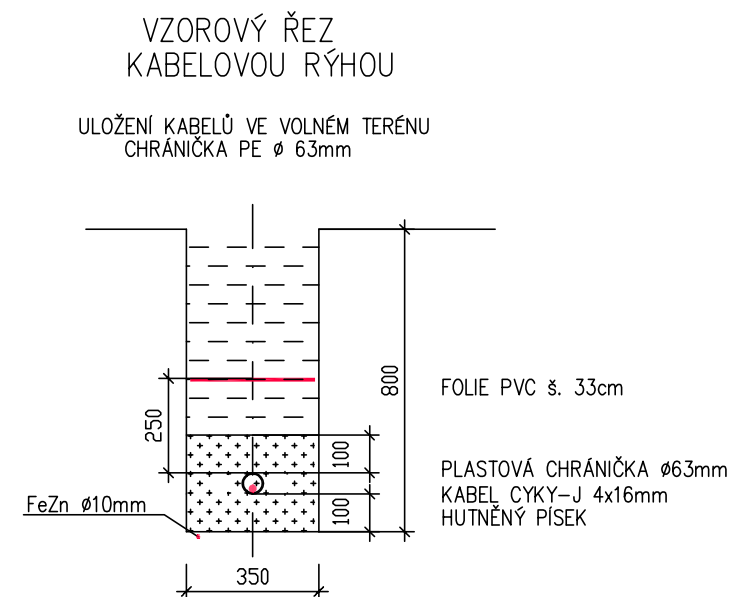 VZOROVÝ ŘEZ
KABELOVOU RÝHOU
ULOŽENÍ KABELŮ VE VOLNÉM TERÉNU
CHRÁNIČKA PE Ø 63mm
800
FOLIE PVC š. 33cm
250
100
PLASTOVÁ CHRÁNIČKA Ø63mm
KABEL CYKY-J 4x16mm
HUTNĚNÝ PÍSEK
100
FeZn Ø10mm
350